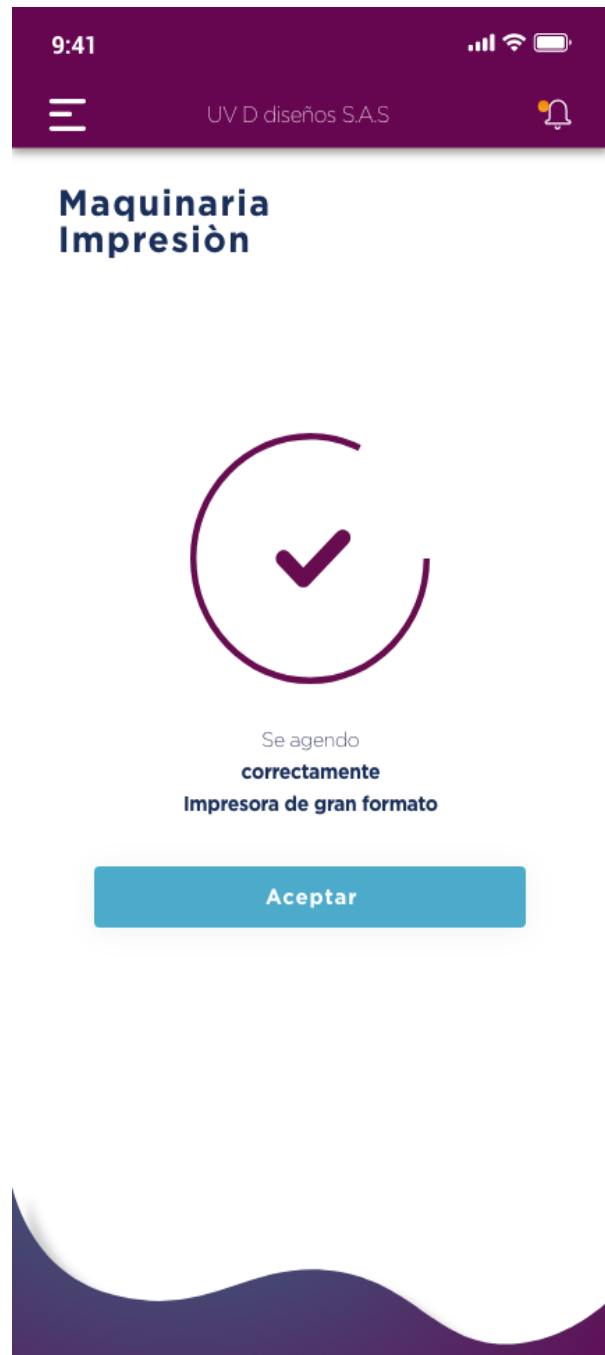 9:41
UV D diseños S.A.S
Maquinaria
Impresiòn
Se agendo
correctamente
Impresora de gran formato
Aceptar